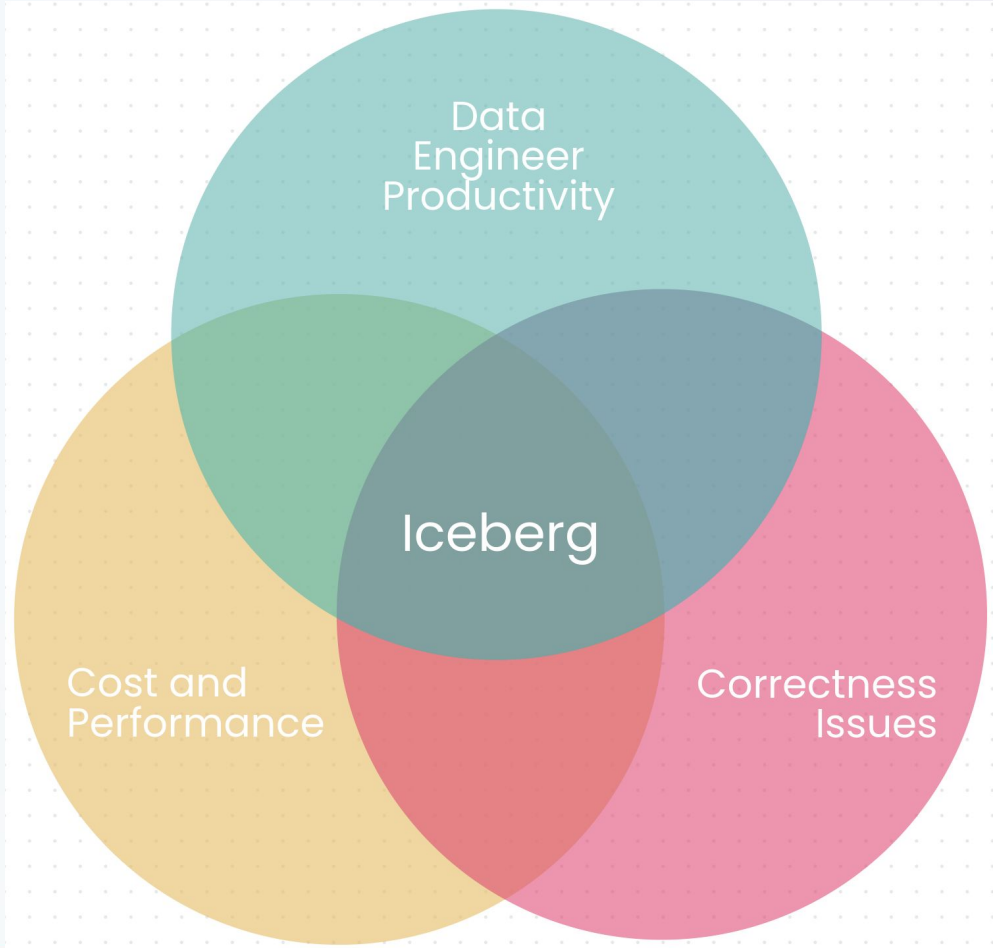 Data
Engineer
Productivity
Iceberg
Cost and
Performance
Correctness
Issues